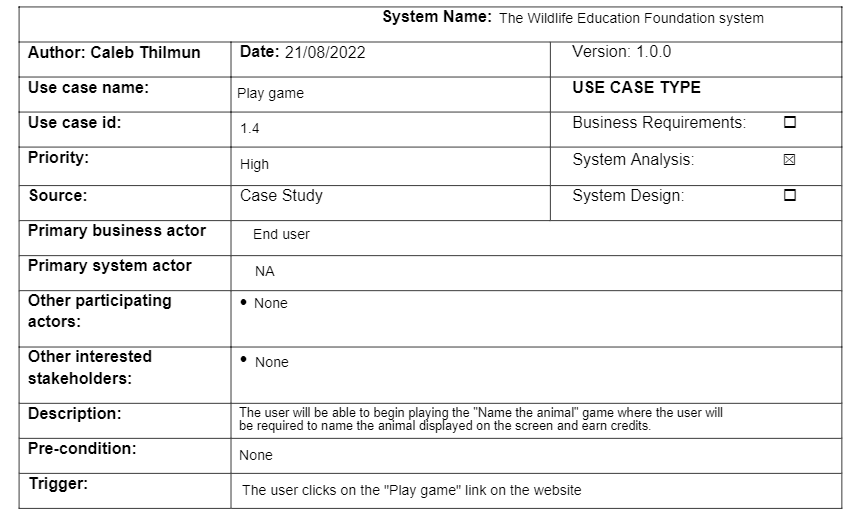 System Name: The Wildlife Education Foundation system
Author: Caleb Thilmun Date: 21/08/2022 Version: 1.0.0
Use case name: Play game USE CASE TYPE
Use case id: 1.4 Business Requirements: ☐
Priority: High System Analysis: ☒
Source: Case Study System Design: ☐
Primary business actor End user
Primary system actor NA
Other participating
actors:
• None
Other interested
stakeholders:
• None
Description: The user will be able to begin playing the "Name the animal" game where the user will
be required to name the animal displayed on the screen and earn credits.
Pre-condition: None
Trigger: The user clicks on the "Play game" link on the website